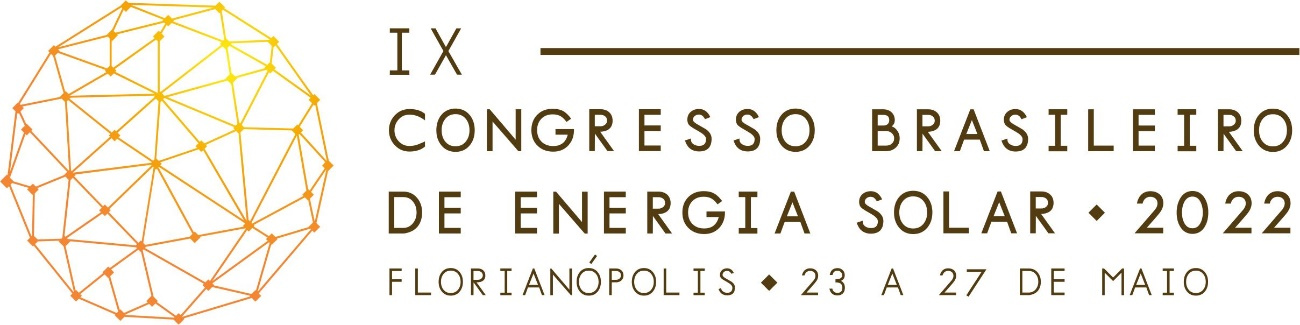 IX
CONGRESSO BRASILEIRO
DE ENERGIA SOLAR ◆ 2022
FLORIANÓPOLIS ◆ 23 A 27 DE MAIO